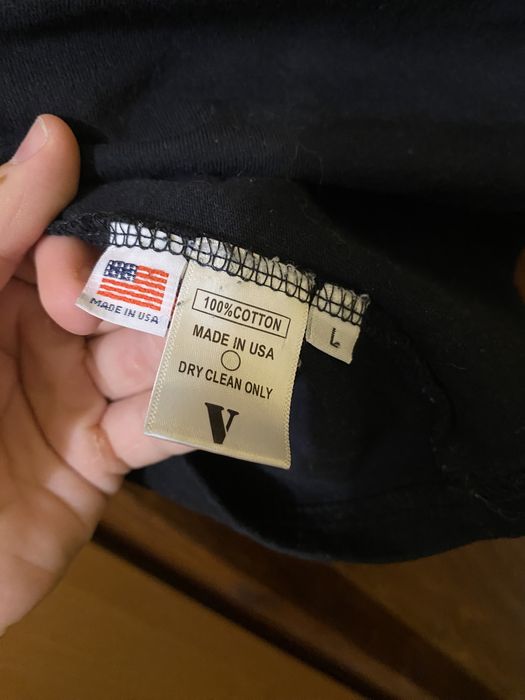 MADE IN USA
100%COTTON
MADE IN USA
DRY CLEAN ONLY
V
L